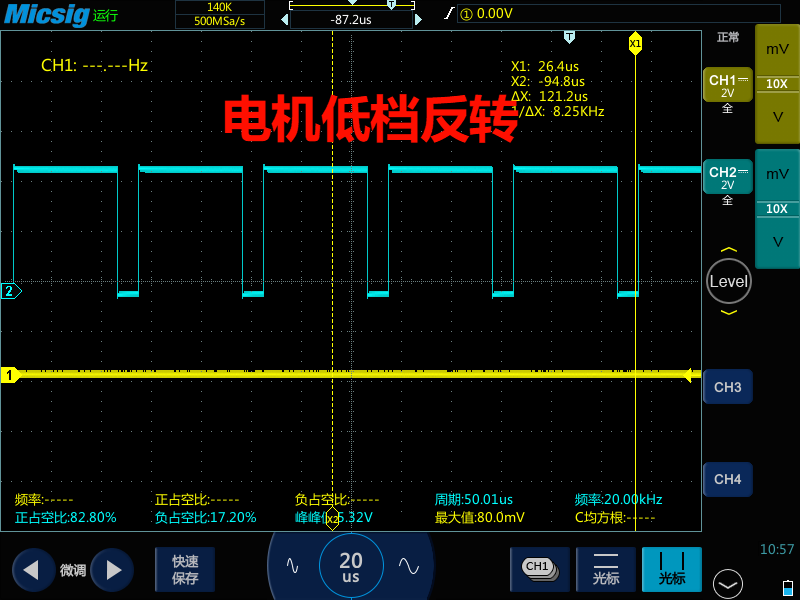 Micsig 运行
140K
500MSa/s
T
-87.2us
① 0.00V
CH1: ---.---Hz
T
X1
X1: 26.4us
X2: -94.8us
ΔX: 121.2us
1/ΔX: 8.25KHz
电机低档反转
正常
CH1
2V
全
mV
10X
V
CH2
2V
全
mV
10X
V
Level
2
1
CH3
CH4
频率:-----
正占空比:-----
负占空比:-----
周期:50.01us
频率:20.00kHz
正占空比:82.80%
负占空比:17.20%
X2
最大值:80.0mV
C均方根:-----
微调
快速
保存
20
us
CH1
光标
光标
10:57